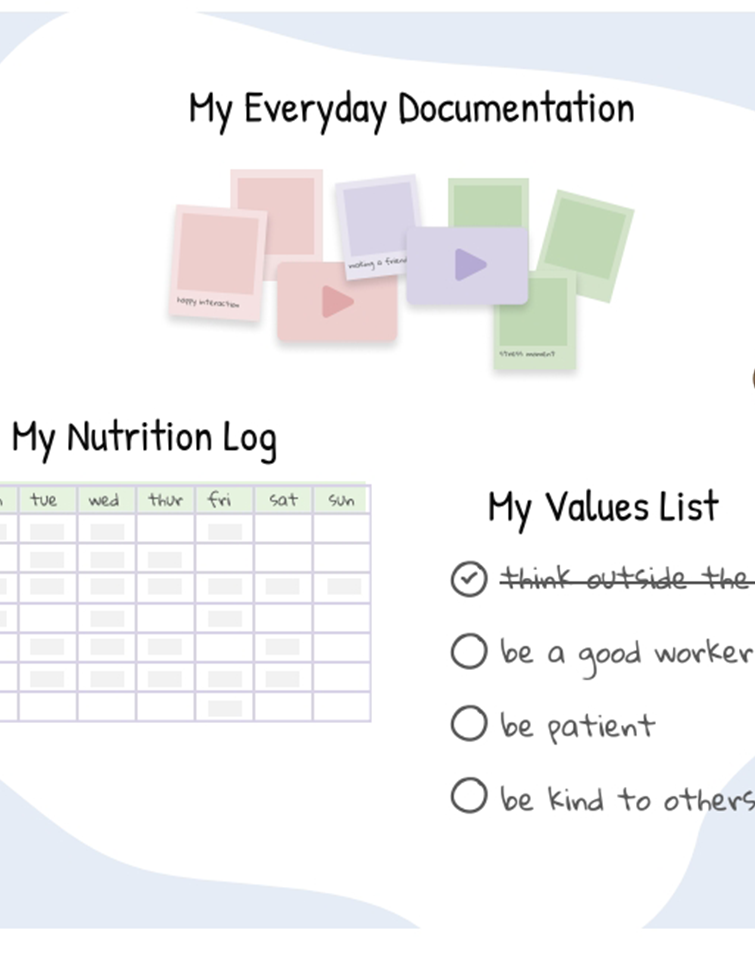 My Everyday Documentation
making a friend
happy interaction
stress moment
My Nutrition Log
tue wed thur fri sat sun
My Values List
think outside the
be a good worker
be patient
be kind to others